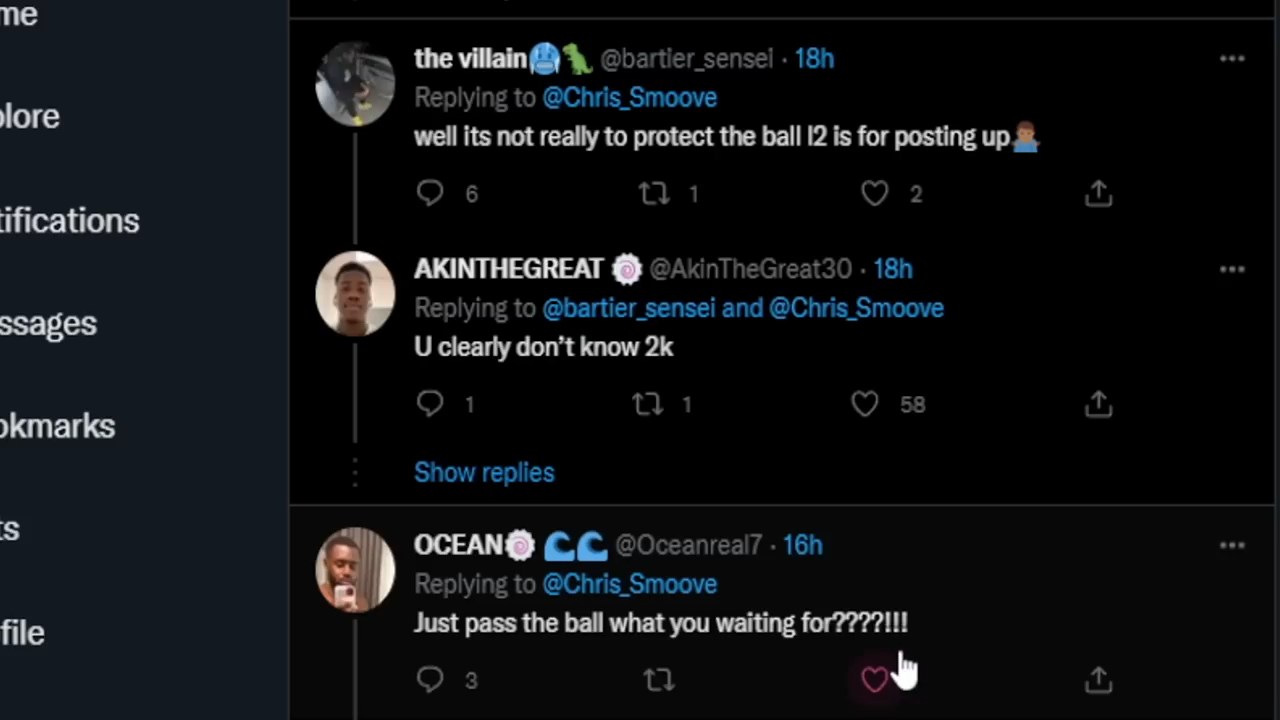 me
the villain🥶🦖 @bartier_sensei · 18h
Replying to @Chris_Smoove
plore
well its not really to protect the ball l2 is for posting up🤷🏽‍♂️
6 1 2
tifications
AKINTHEGREAT 🍥 @AkinTheGreat30 · 18h
Replying to @bartier_sensei and @Chris_Smoove
ssages
U clearly don’t know 2k
1 1 58
okmarks
Show replies
ts
OCEAN🍥 🌊🌊 @Oceanreal7 · 16h
Replying to @Chris_Smoove
Just pass the ball what you waiting for????!!!
file
3